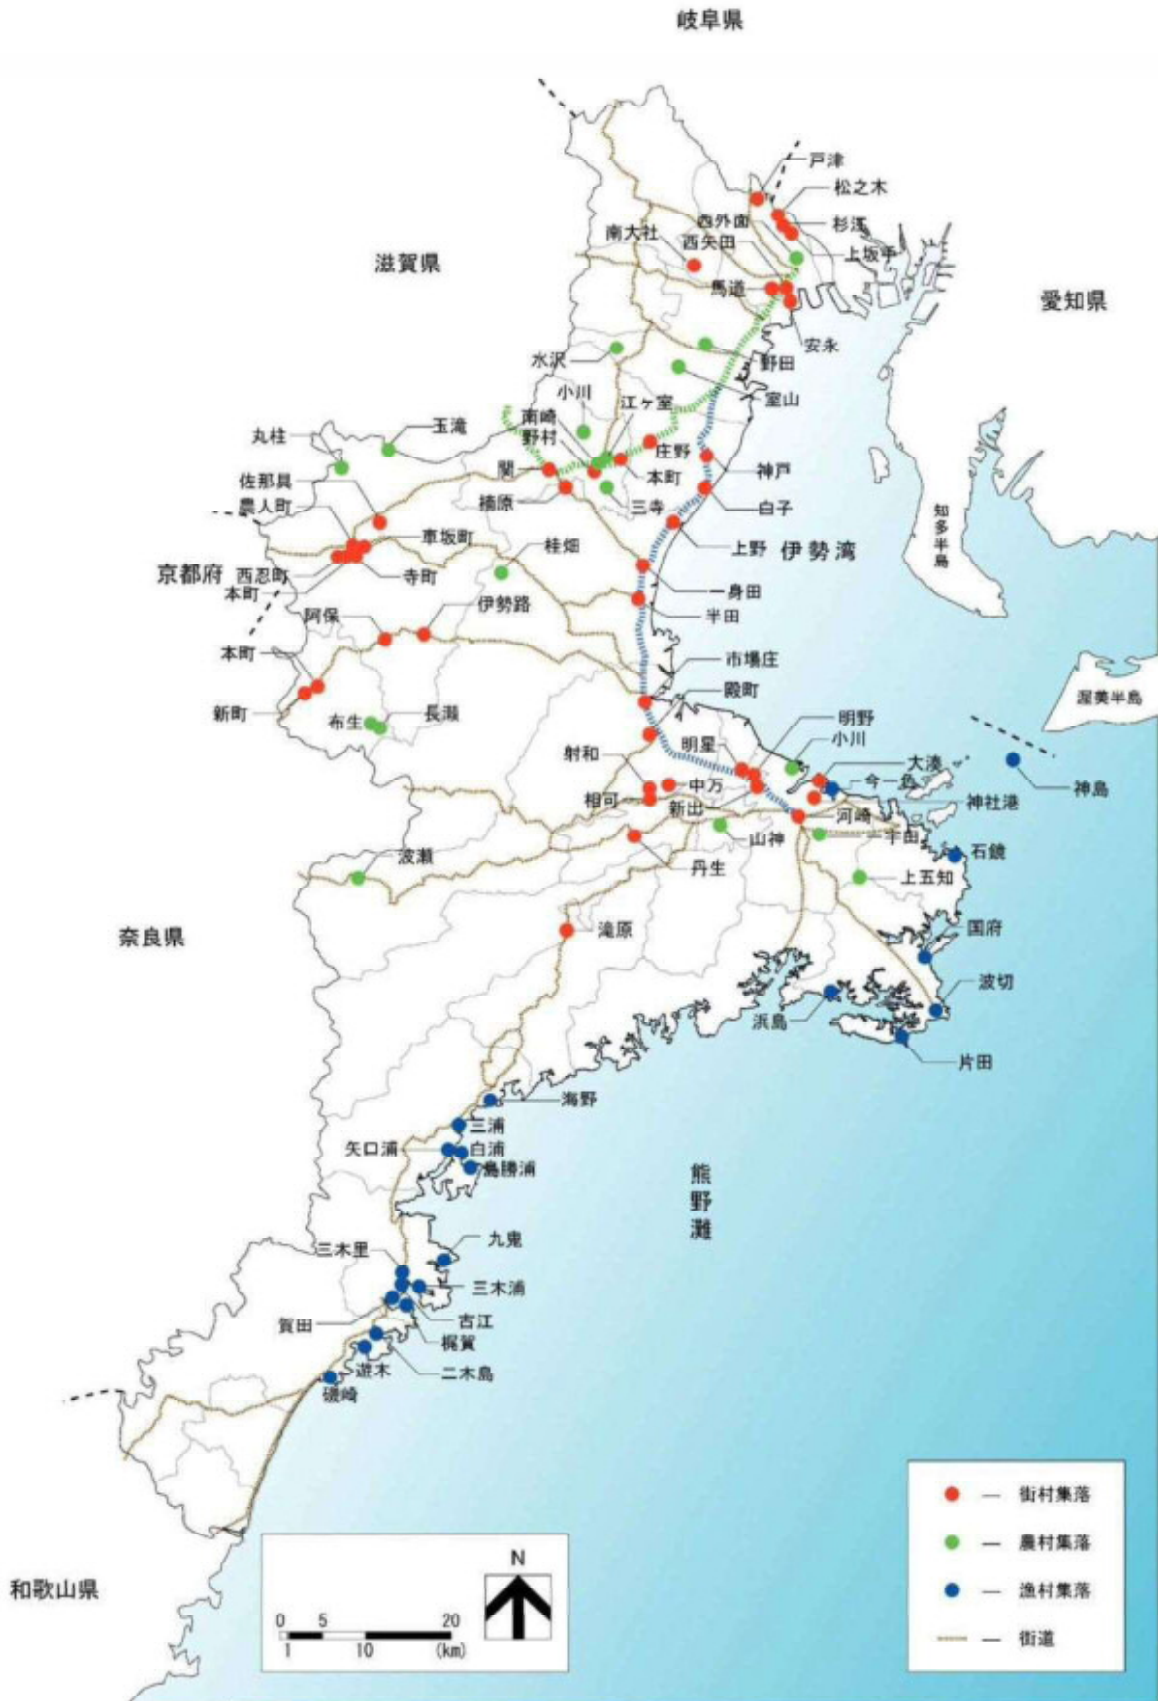 岐阜県
戸津
松之木
西外面
杉江
南大社
西矢田
上坂手
滋賀県
馬道
愛知県
安永
水沢
野田
小川
江ヶ室
室山
南崎
丸柱
玉滝
野村
庄野
関
本町
神戸
佐那具
楠原
三寺
白子
農人町
知多半島
車坂町
桂畑
上野
伊勢湾
京都府
西忍町
寺町
一身田
本町
伊勢路
半田
阿保
本町
市場庄
殿町
渥美半島
新町
布生
長瀬
明野
射和
明星
小川
大湊
中万
今一色
神島
相可
新出
河崎
神社港
山神
一宇田
石鏡
波瀬
丹生
上五知
奈良県
滝原
国府
波切
浜島
片田
海野
三浦
矢口浦
白浦
島勝浦
熊野灘
九鬼
三木里
三木浦
賀田
古江
梶賀
遊木
二木島
磯崎
街村集落
農村集落
漁村集落
街道
和歌山県
N
0 5 20
1 10 (km)